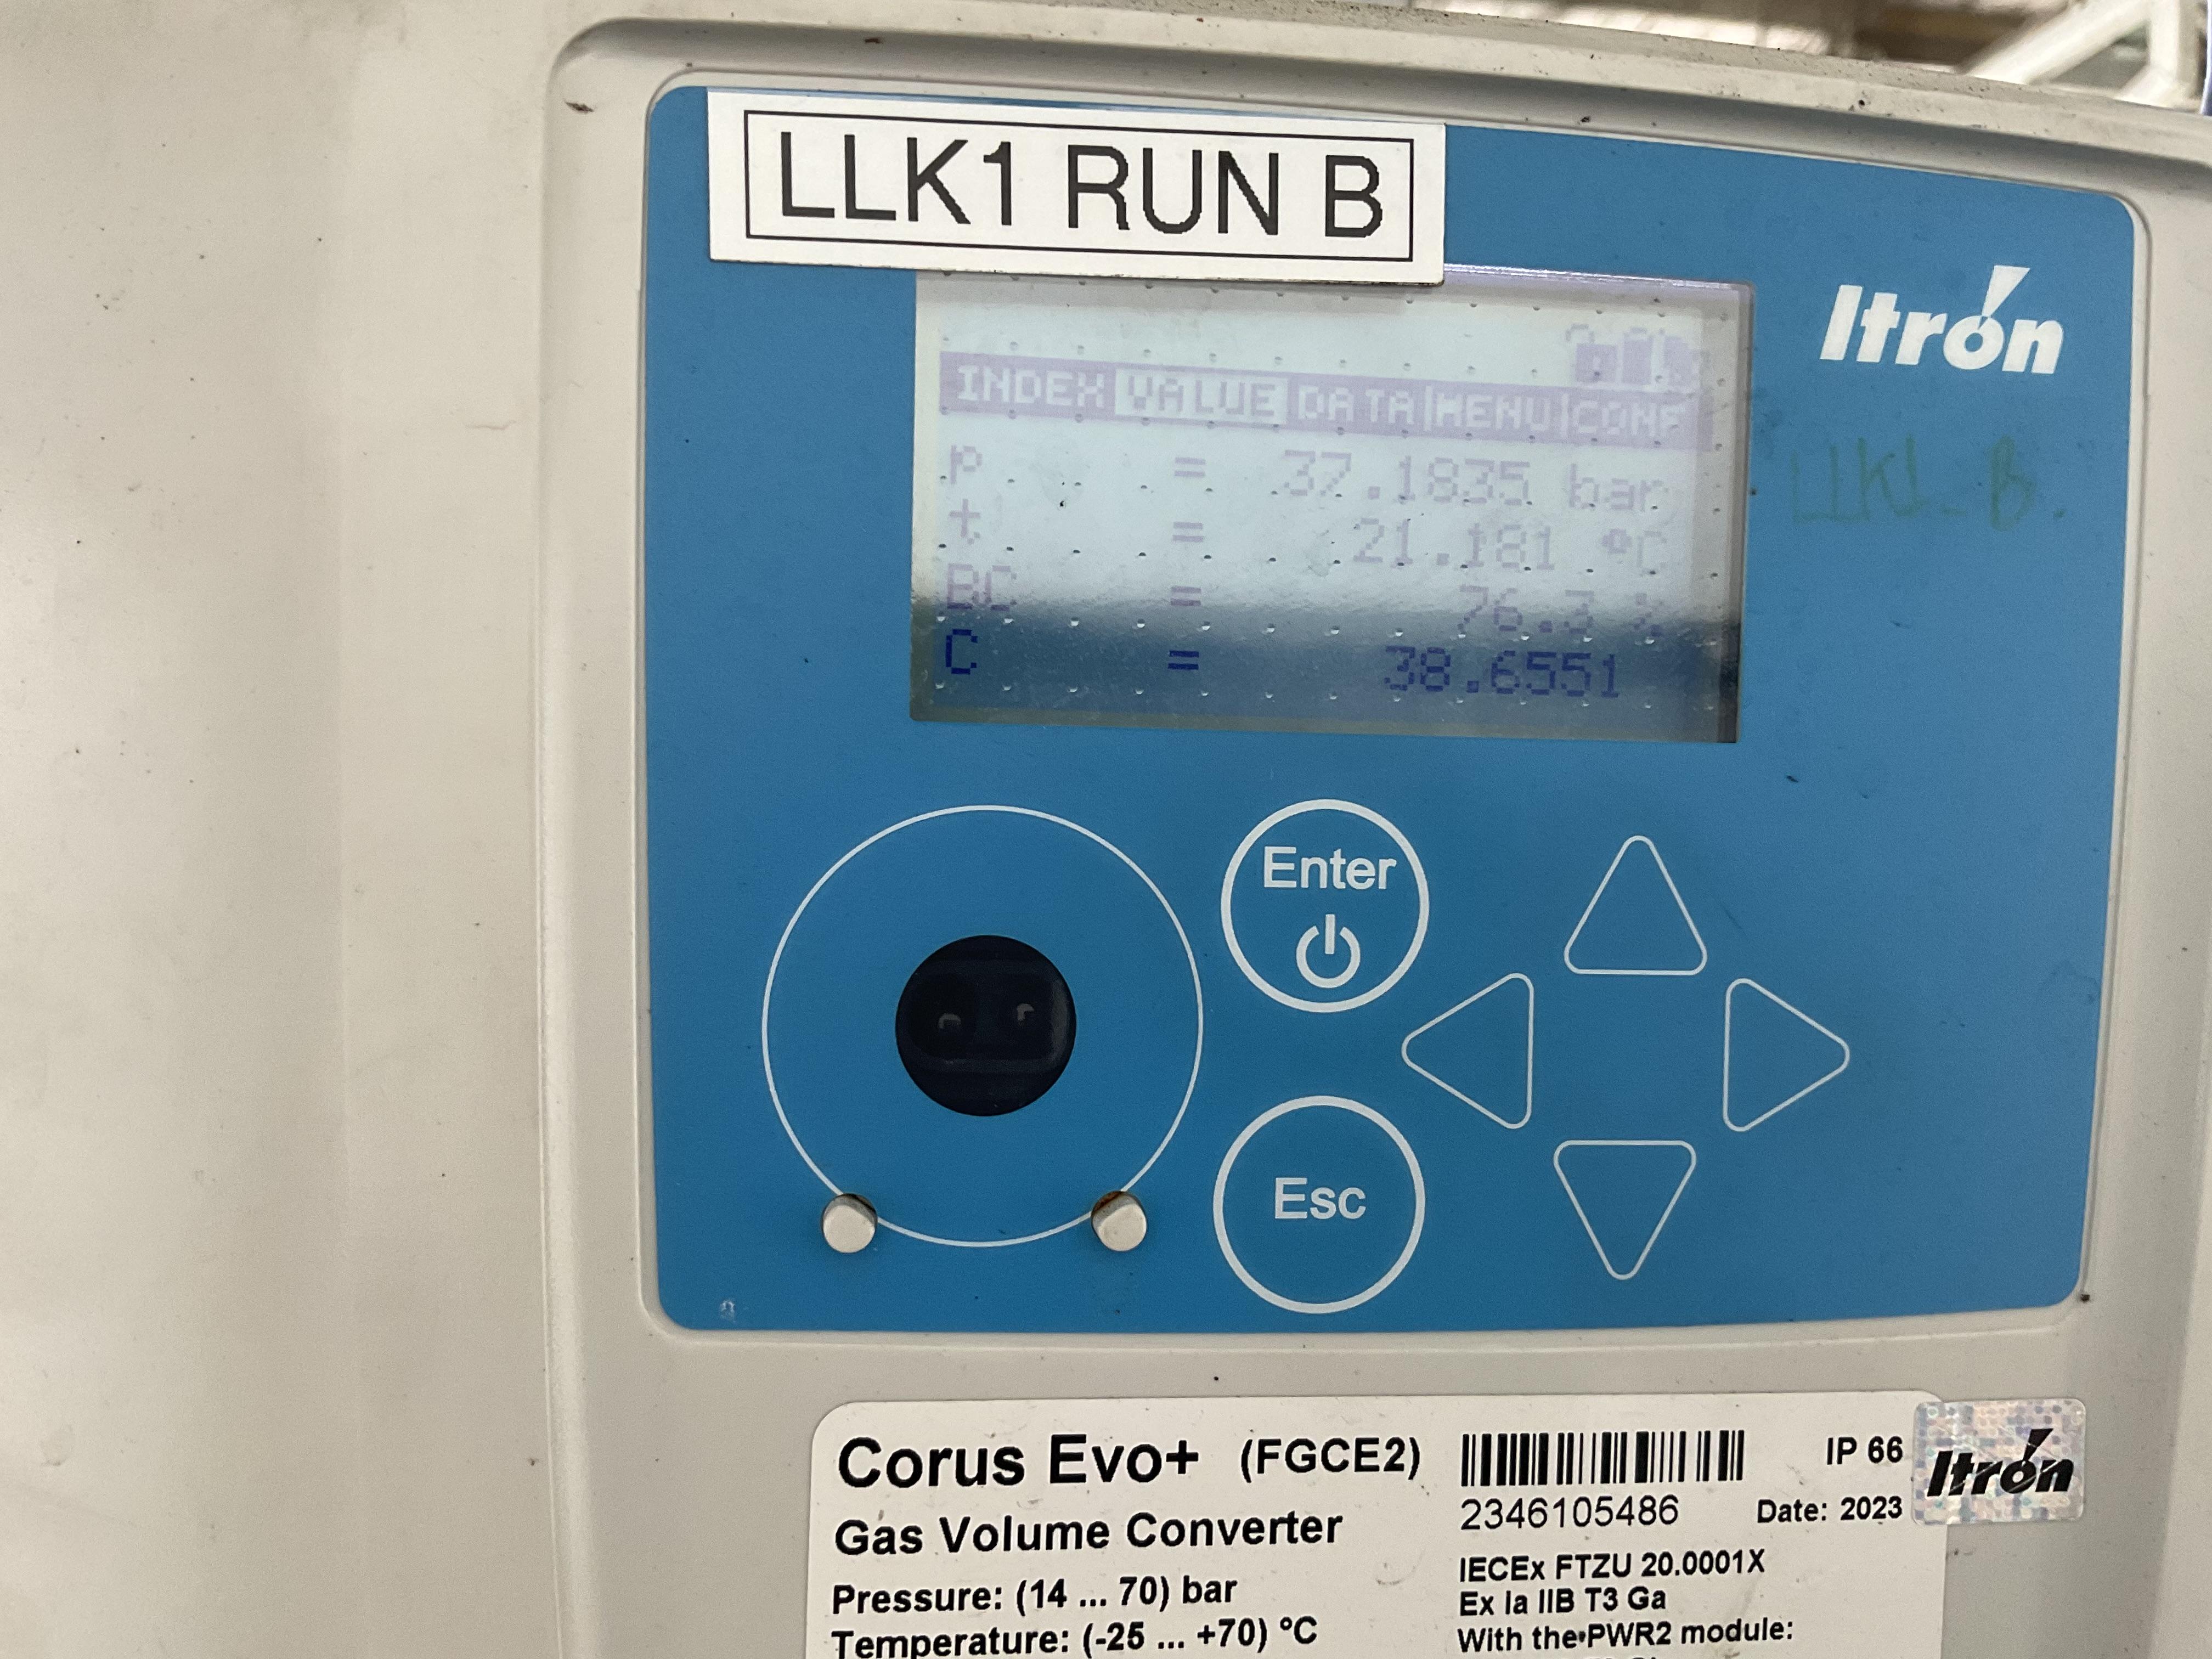 LLK1 RUN B
Itron
INDEX VALUE DATA|MENU|CONF
p = 37.1835 bar
t = 21.181 °C
BC = 76.3 %
C = 38.6551
LLK1-B.
Enter
Esc
Corus Evo+ (FGCE2)
Gas Volume Converter
Pressure: (14 ... 70) bar
Temperature: (-25 ... +70) °C
2346105486
IP 66
Date: 2023
Itron
IECEx FTZU 20.0001X
Ex Ia IIB T3 Ga
With the PWR2 module: